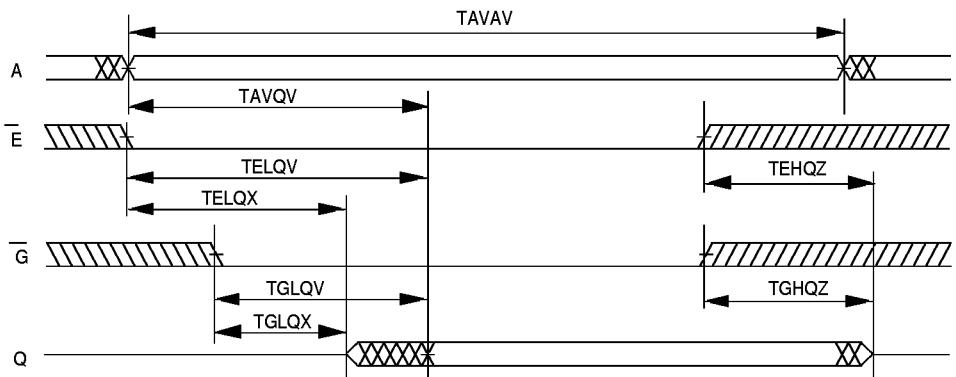 TAVAV
A
TAVQV
E̅
TELQV
TEHQZ
TELQX
G̅
TGLQV
TGHQZ
TGLQX
Q